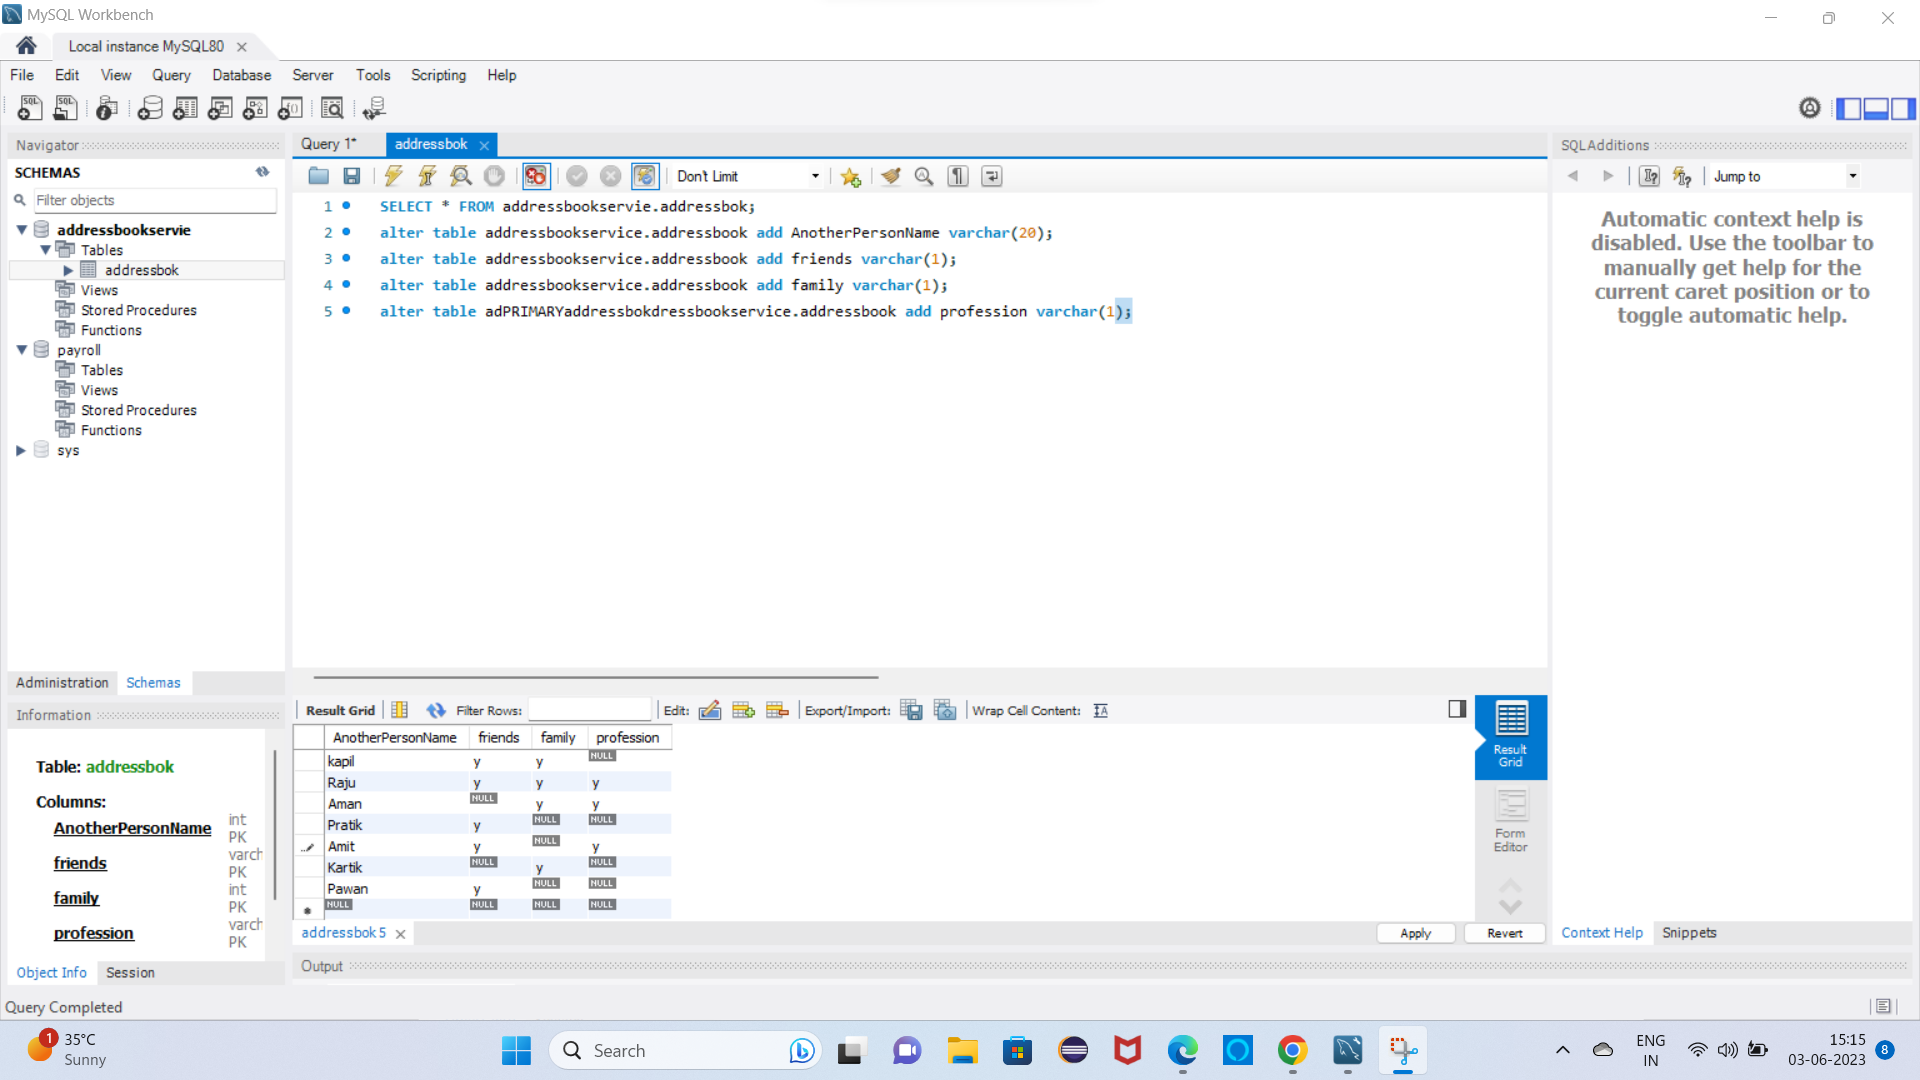 MySQL Workbench
Local instance MySQL80
File Edit View Query Database Server Tools Scripting Help
Navigator
SCHEMAS
Filter objects
addressbookservie
Tables
addressbok
Views
Stored Procedures
Functions
payroll
Tables
Views
Stored Procedures
Functions
sys
Administration Schemas
Information
Table: addressbok
Columns:
AnotherPersonName int PK
friends varch PK
family int PK
profession varch PK
Object Info Session
Query Completed
Query 1* addressbok
Don't Limit
1 SELECT * FROM addressbookservie.addressbok;
2 alter table addressbookservice.addressbook add AnotherPersonName varchar(20);
3 alter table addressbookservice.addressbook add friends varchar(1);
4 alter table addressbookservice.addressbook add family varchar(1);
5 alter table adPRIMARYaddressbokdressbookservice.addressbook add profession varchar(1);
Result Grid Filter Rows: Edit: Export/Import: Wrap Cell Content:
AnotherPersonName friends family profession
kapil y y NULL
Raju y y y
Aman NULL y y
Pratik y NULL NULL
Amit y NULL y
Kartik NULL y NULL
Pawan y NULL NULL
NULL NULL NULL NULL
Result Grid
Form Editor
addressbok 5
Apply Revert
Output
SQLAdditions
Jump to
Automatic context help is
disabled. Use the toolbar to
manually get help for the
current caret position or to
toggle automatic help.
Context Help Snippets
1
35°C
Sunny
Search
ENG
IN
15:15
03-06-2023
8